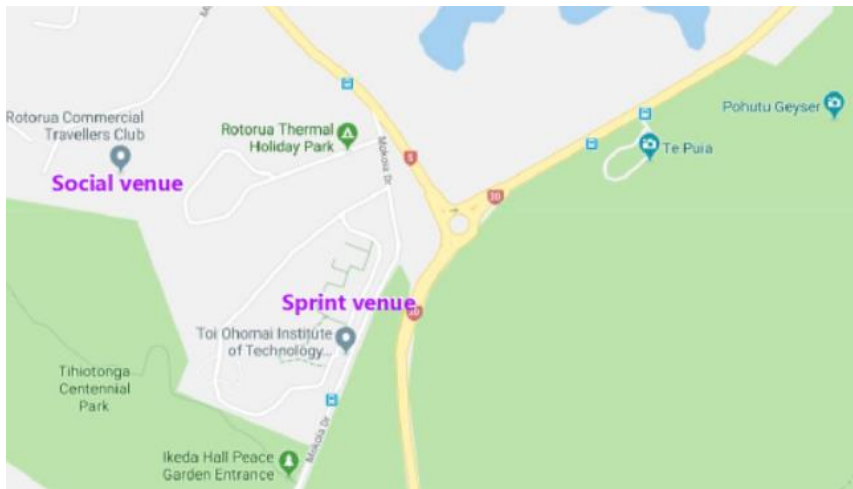 Mo
Rotorua Commercial
Travellers Club
Social venue
Rotorua Thermal
Holiday Park
Mokoia Dr
5
30
Pohutu Geyser
Te Puia
Sprint venue
30
Toi Ohomai Institute
of Technology...
Tihiotonga
Centennial
Park
Mokoia Dr
Ikeda Hall Peace
Garden Entrance